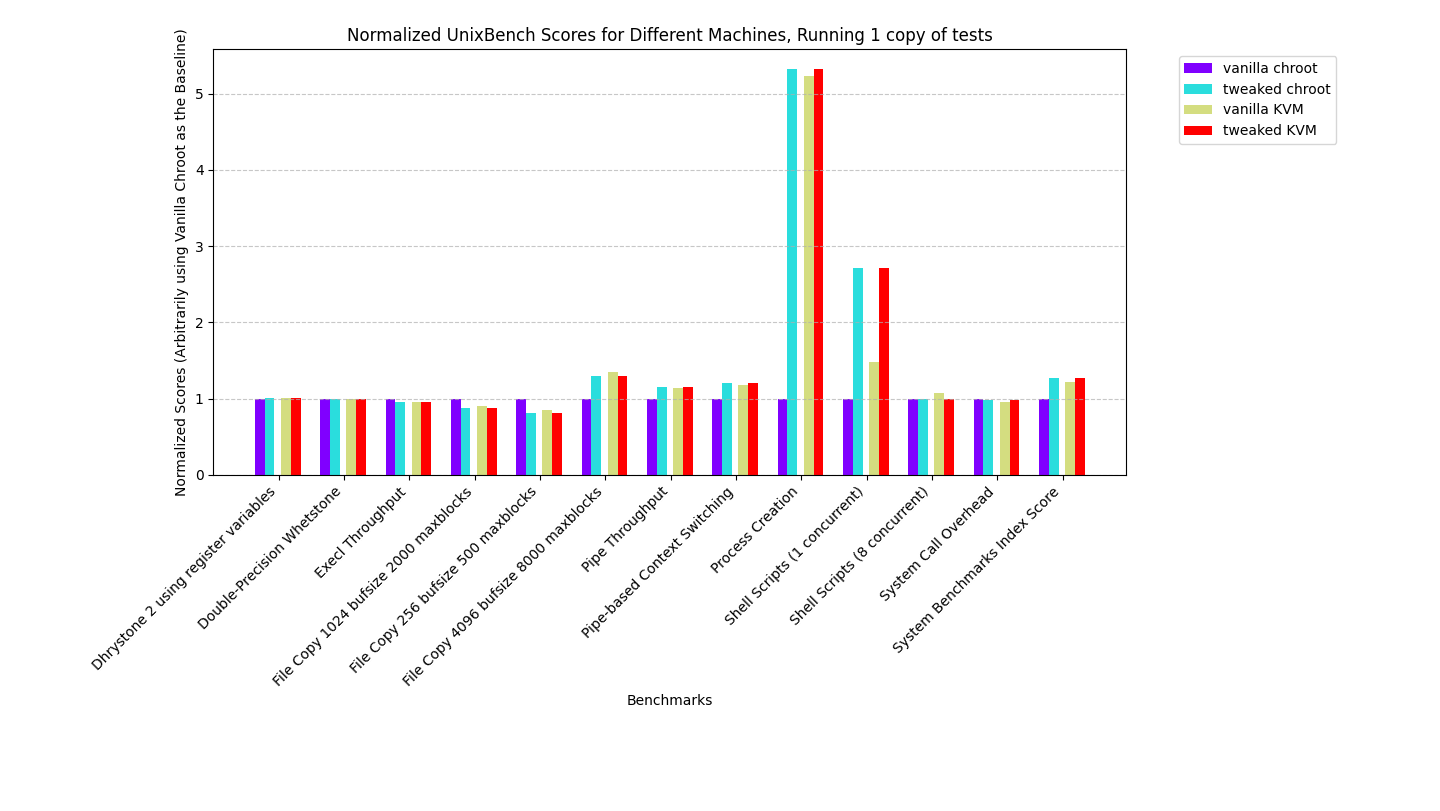 Normalized UnixBench Scores for Different Machines, Running 1 copy of tests
Normalized Scores (Arbitrarily using Vanilla Chroot as the Baseline)
5
4
3
2
1
0
vanilla chroot
tweaked chroot
vanilla KVM
tweaked KVM
Dhrystone 2 using register variables
Double-Precision Whetstone
Execl Throughput
File Copy 1024 bufsize 2000 maxblocks
File Copy 256 bufsize 500 maxblocks
File Copy 4096 bufsize 8000 maxblocks
Pipe Throughput
Pipe-based Context Switching
Process Creation
Shell Scripts (1 concurrent)
Shell Scripts (8 concurrent)
System Call Overhead
System Benchmarks Index Score
Benchmarks